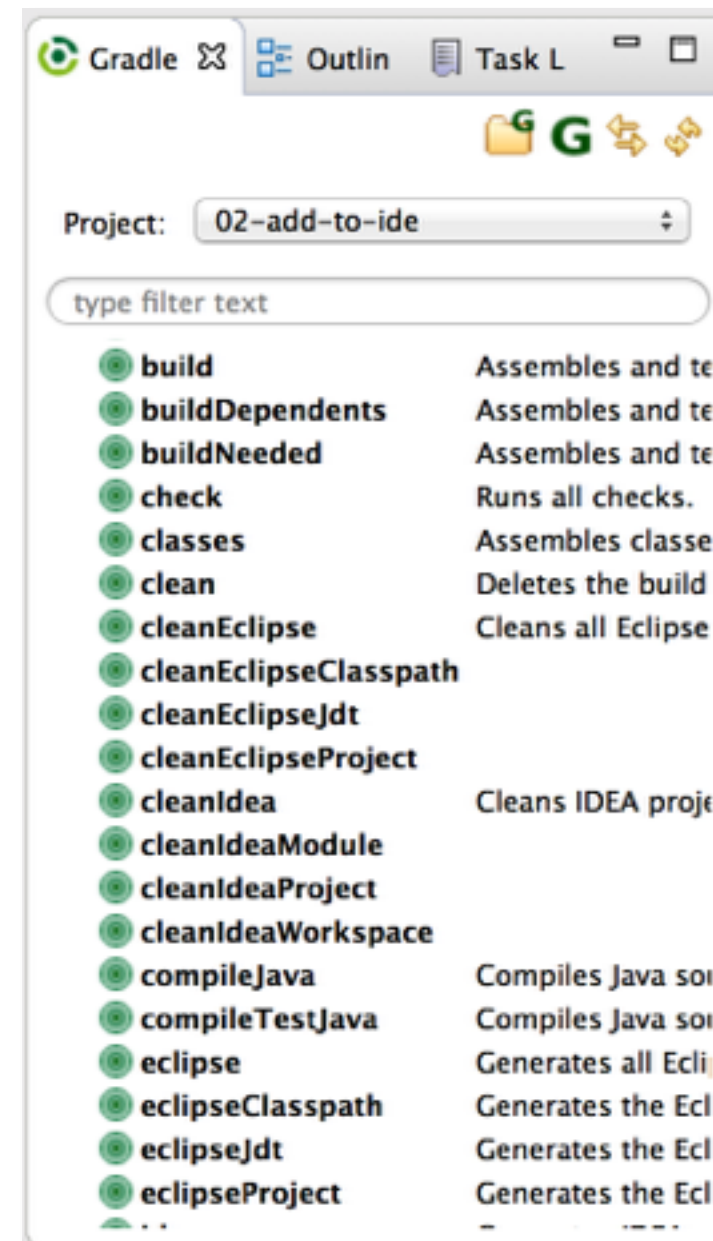 Gradle Outlin Task L
G G
Project: 02-add-to-ide
type filter text
build Assembles and te
buildDependents Assembles and te
buildNeeded Assembles and te
check Runs all checks.
classes Assembles classe
clean Deletes the build
cleanEclipse Cleans all Eclipse
cleanEclipseClasspath
cleanEclipseJdt
cleanEclipseProject
cleanIdea Cleans IDEA proje
cleanIdeaModule
cleanIdeaProject
cleanIdeaWorkspace
compileJava Compiles Java sou
compileTestJava Compiles Java sou
eclipse Generates all Ecli
eclipseClasspath Generates the Ecl
eclipseJdt Generates the Ecl
eclipseProject Generates the Ecl